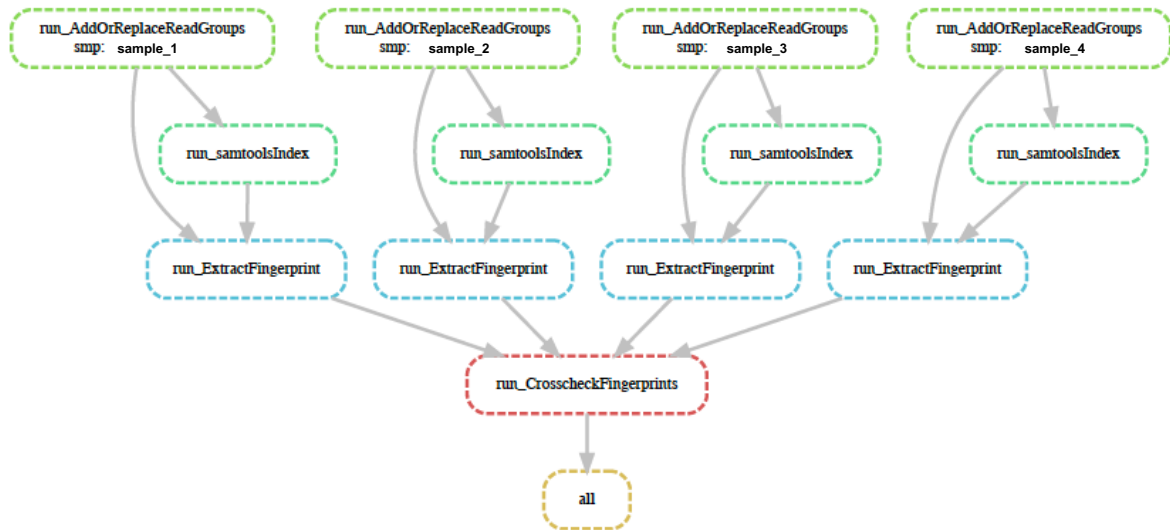 run_AddOrReplaceReadGroups
smp: sample_1
run_AddOrReplaceReadGroups
smp: sample_2
run_AddOrReplaceReadGroups
smp: sample_3
run_AddOrReplaceReadGroups
smp: sample_4
run_samtoolsIndex
run_samtoolsIndex
run_samtoolsIndex
run_samtoolsIndex
run_ExtractFingerprint
run_ExtractFingerprint
run_ExtractFingerprint
run_ExtractFingerprint
run_CrosscheckFingerprints
all